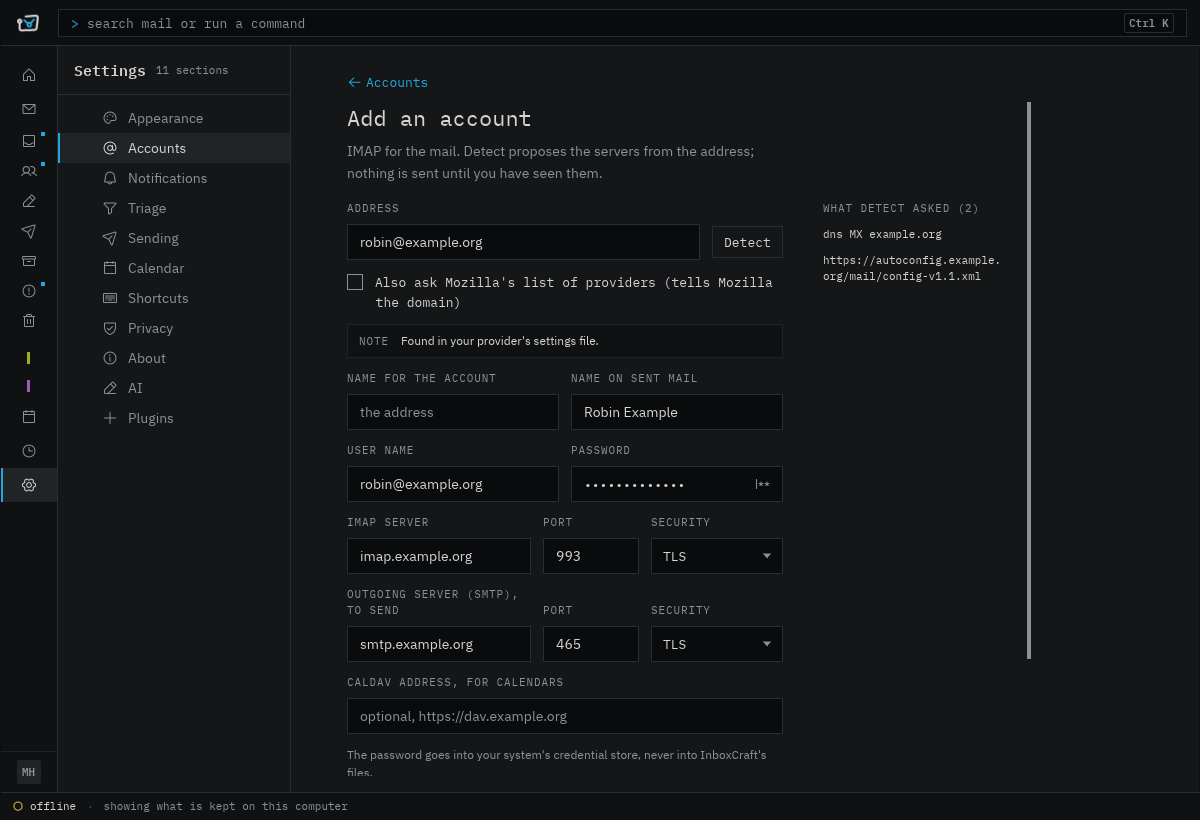 > search mail or run a command
Ctrl K
Settings 11 sections
Appearance
Accounts
Notifications
Triage
Sending
Calendar
Shortcuts
Privacy
About
AI
Plugins
MH
← Accounts
Add an account
IMAP for the mail. Detect proposes the servers from the address;
nothing is sent until you have seen them.
ADDRESS
robin@example.org
Detect
Also ask Mozilla's list of providers (tells Mozilla
the domain)
NOTE Found in your provider's settings file.
NAME FOR THE ACCOUNT
NAME ON SENT MAIL
the address
Robin Example
USER NAME
PASSWORD
robin@example.org
•••••••••••••
|**
IMAP SERVER
PORT
SECURITY
imap.example.org
993
TLS
OUTGOING SERVER (SMTP),
TO SEND
PORT
SECURITY
smtp.example.org
465
TLS
CALDAV ADDRESS, FOR CALENDARS
optional, https://dav.example.org
The password goes into your system's credential store, never into InboxCraft's
files.
WHAT DETECT ASKED (2)
dns MX example.org
https://autoconfig.example.
org/mail/config-v1.1.xml
offline · showing what is kept on this computer